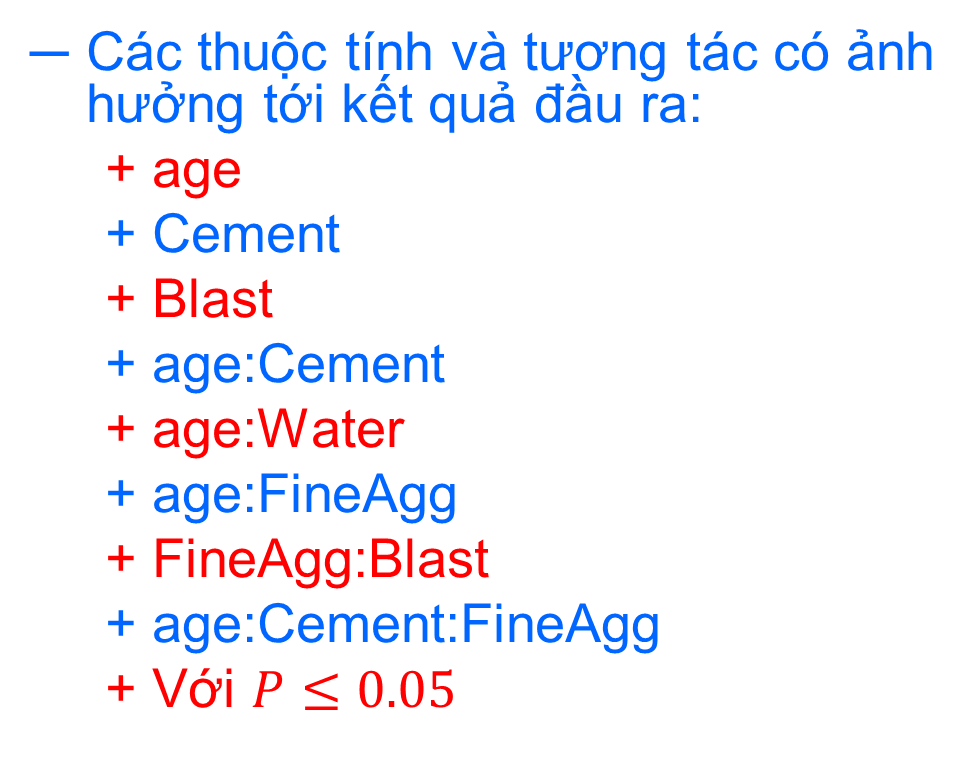 — Các thuộc tính và tương tác có ảnh
hưởng tới kết quả đầu ra:
+ age
+ Cement
+ Blast
+ age:Cement
+ age:Water
+ age:FineAgg
+ FineAgg:Blast
+ age:Cement:FineAgg
+ Với P ≤ 0.05